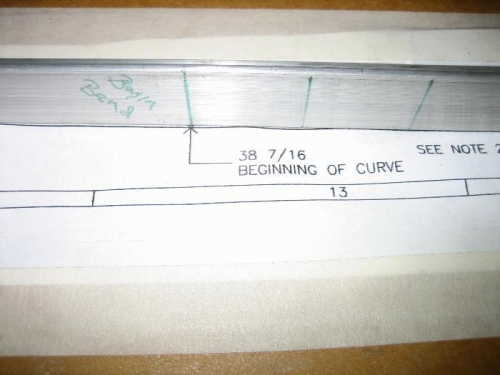 Begin
Bend
38 7/16
BEGINNING OF CURVE
SEE NOTE 2
13